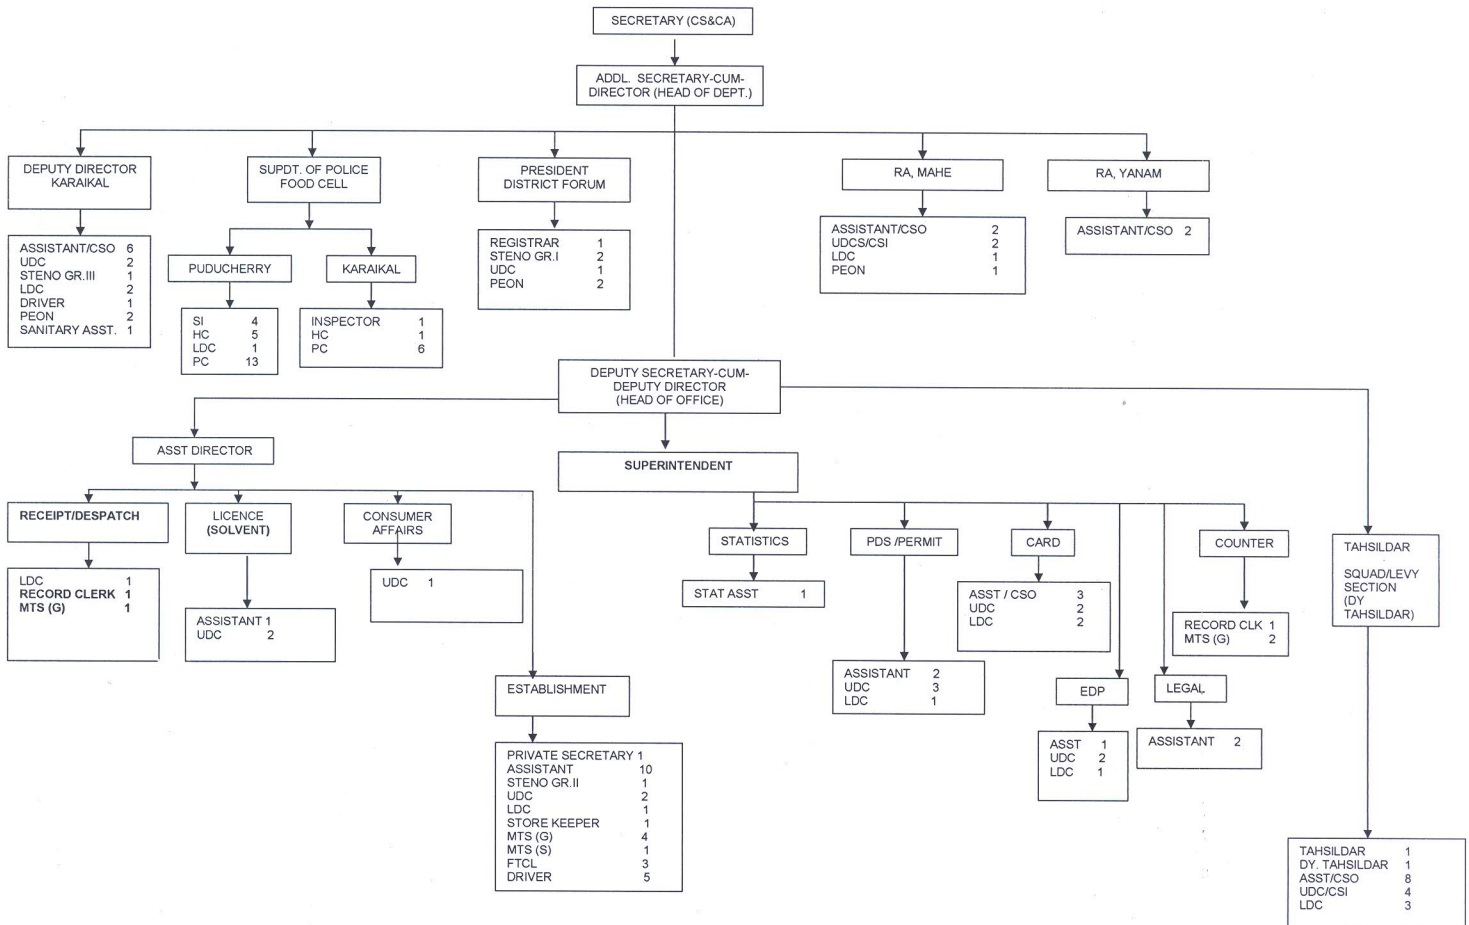 SECRETARY (CS&CA)
ADDL. SECRETARY-CUM-
DIRECTOR (HEAD OF DEPT.)
DEPUTY DIRECTOR
KARAIKAL
SUPDT. OF POLICE
FOOD CELL
PRESIDENT
DISTRICT FORUM
RA, MAHE
RA, YANAM
ASSISTANT/CSO 6
UDC 2
STENO GR.III 1
LDC 2
DRIVER 1
PEON 2
SANITARY ASST. 1
PUDUCHERRY
KARAIKAL
SI 4
HC 5
LDC 1
PC 13
INSPECTOR 1
HC 1
PC 6
REGISTRAR 1
STENO GR.I 2
UDC 1
PEON 2
ASSISTANT/CSO 2
UDCS/CSI 2
LDC 1
PEON 1
ASSISTANT/CSO 2
DEPUTY SECRETARY-CUM-
DEPUTY DIRECTOR
(HEAD OF OFFICE)
ASST DIRECTOR
SUPERINTENDENT
RECEIPT/DESPATCH
LICENCE
(SOLVENT)
CONSUMER
AFFAIRS
LDC 1
RECORD CLERK 1
MTS (G) 1
ASSISTANT 1
UDC 2
UDC 1
ESTABLISHMENT
PRIVATE SECRETARY 1
ASSISTANT 10
STENO GR.II 1
UDC 2
LDC 1
STORE KEEPER 1
MTS (G) 4
MTS (S) 1
FTCL 3
DRIVER 5
STATISTICS
PDS /PERMIT
CARD
COUNTER
STAT ASST 1
ASSISTANT 2
UDC 3
LDC 1
ASST / CSO 3
UDC 2
LDC 2
RECORD CLK 1
MTS (G) 2
EDP
LEGAL
ASST 1
UDC 2
LDC 1
ASSISTANT 2
TAHSILDAR
SQUAD/LEVY
SECTION
(DY
TAHSILDAR)
TAHSILDAR 1
DY. TAHSILDAR 1
ASST/CSO 8
UDC/CSI 4
LDC 3